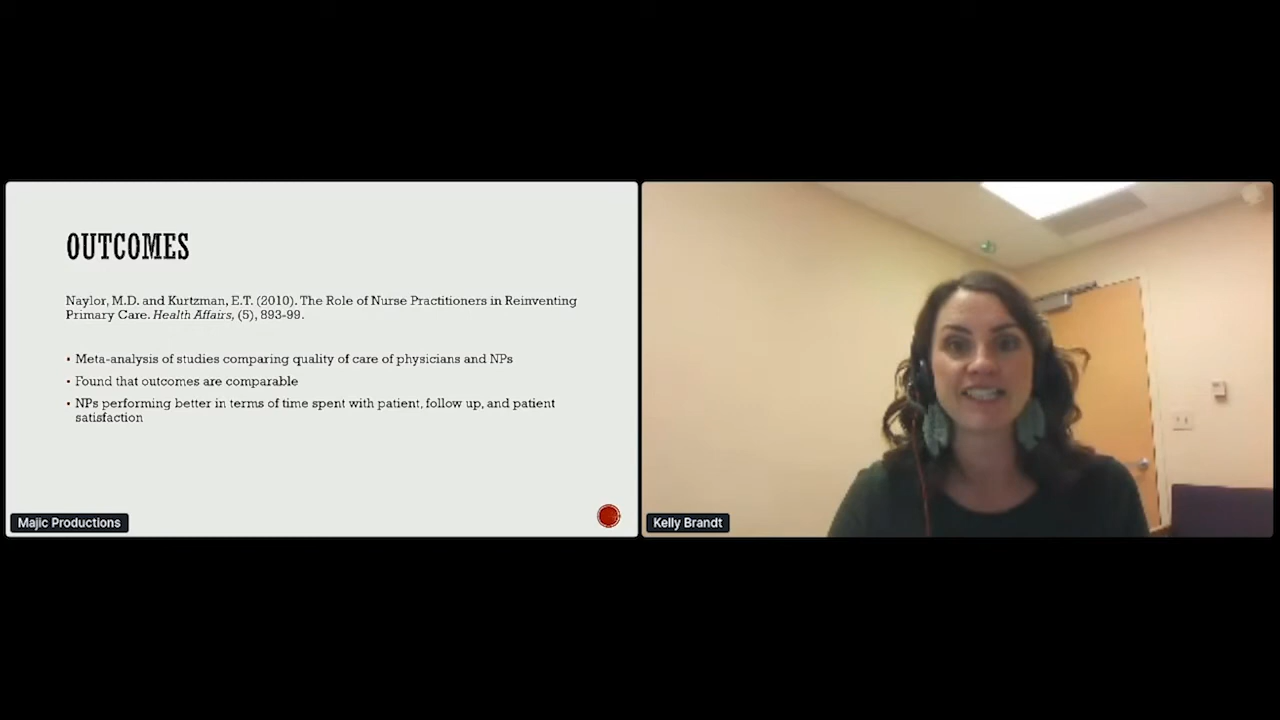 OUTCOMES
Naylor, M.D. and Kurtzman, E.T. (2010). The Role of Nurse Practitioners in Reinventing
Primary Care. Health Affairs, (5), 893-99.
• Meta-analysis of studies comparing quality of care of physicians and NPs
• Found that outcomes are comparable
• NPs performing better in terms of time spent with patient, follow up, and patient
satisfaction
Majic Productions
Kelly Brandt